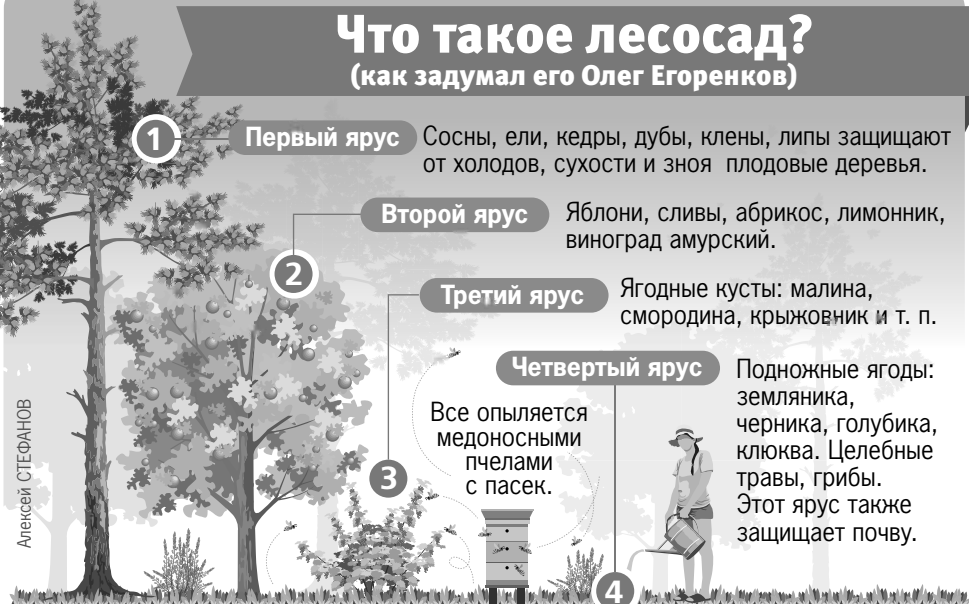 Что такое лесосад?
(как задумал его Олег Егоренков)
1
Первый ярус
Сосны, ели, кедры, дубы, клены, липы защищают
от холодов, сухости и зноя плодовые деревья.
2
Второй ярус
Яблони, сливы, абрикос, лимонник,
виноград амурский.
3
Третий ярус
Ягодные кусты: малина,
смородина, крыжовник и т. п.
4
Четвертый ярус
Подножные ягоды:
земляника,
черника, голубика,
клюква. Целебные
травы, грибы.
Этот ярус также
защищает почву.
Все опыляется
медоносными
пчелами
с пасек.
Алексей СТЕФАНОВ